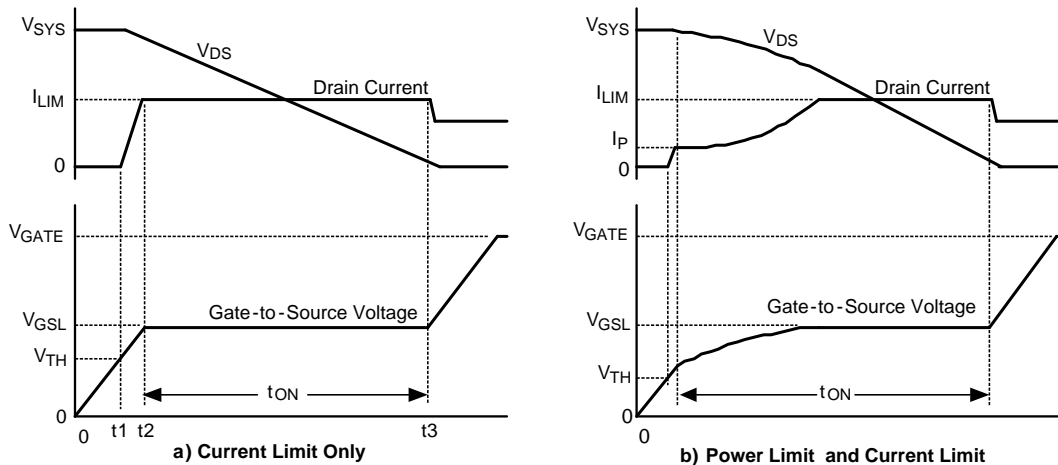 VSYS
VDS
ILIM
Drain Current
0
VGATE
VGSL
Gate-to-Source Voltage
VTH
tON
0
0
t1
t2
t3
a) Current Limit Only
VSYS
VDS
ILIM
Drain Current
IP
0
VGATE
VGSL
Gate-to-Source Voltage
VTH
tON
0
0
b) Power Limit and Current Limit